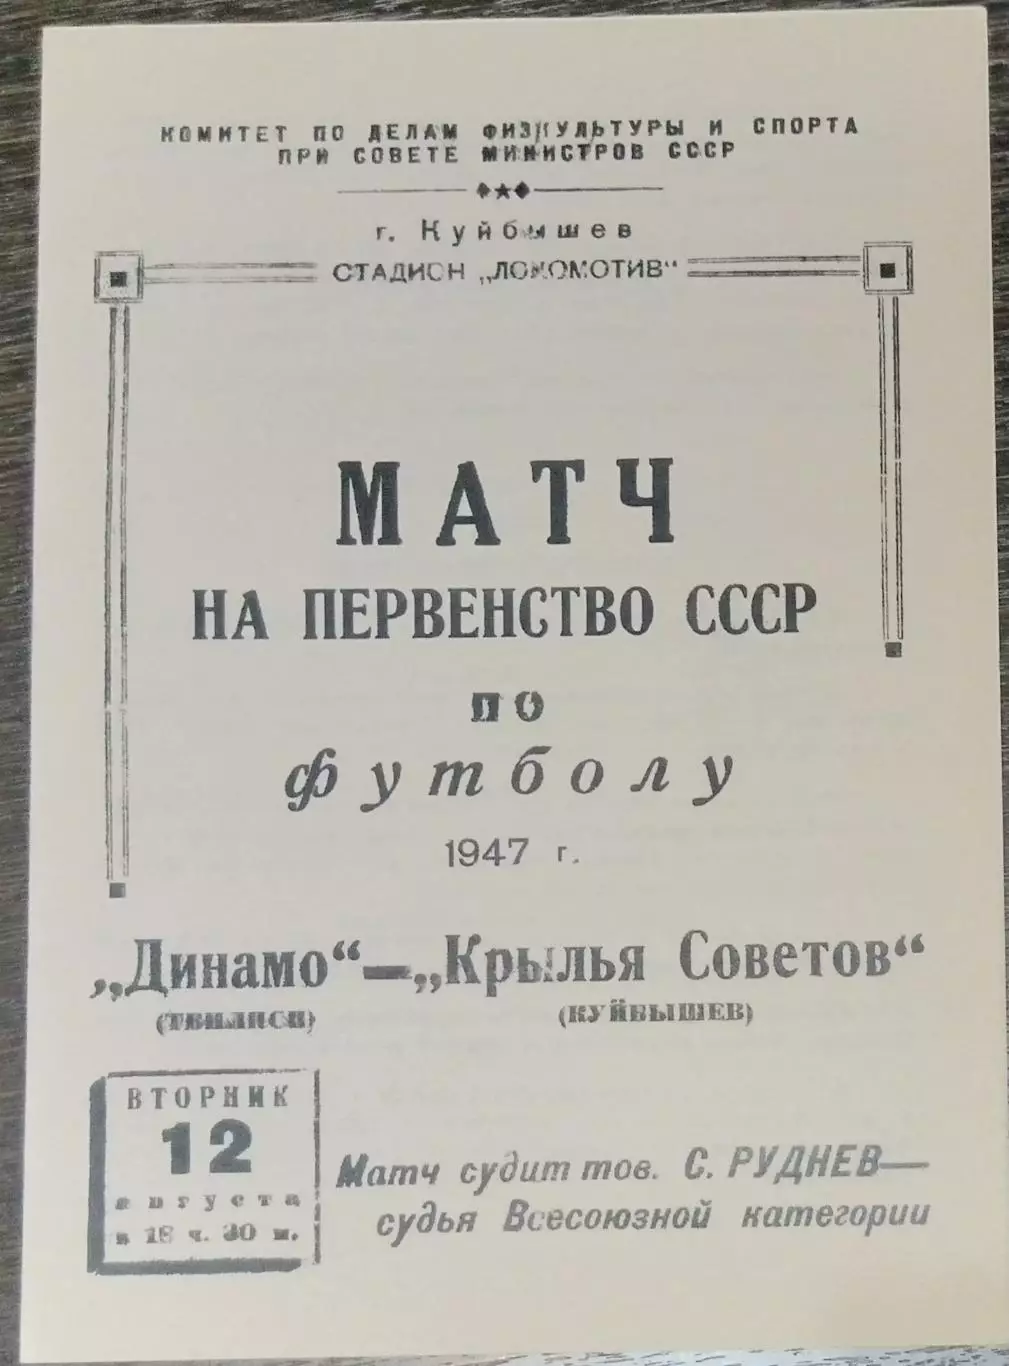 КОМИТЕТ ПО ДЕЛАМ ФИЗКУЛЬТУРЫ И СПОРТА
ПРИ СОВЕТЕ МИНИСТРОВ СССР
г. Куйбышев
СТАДИОН „ЛОКОМОТИВ“
МАТЧ
НА ПЕРВЕНСТВО СССР
по
футболу
1947 г.
„Динамо“ — „Крылья Советов“
(ТБИЛИСИ) (КУЙБЫШЕВ)
ВТОРНИК
12
августа
в 18 ч. 30 м.
Матч судит тов. С. РУДНЕВ—
судья Всесоюзной категории